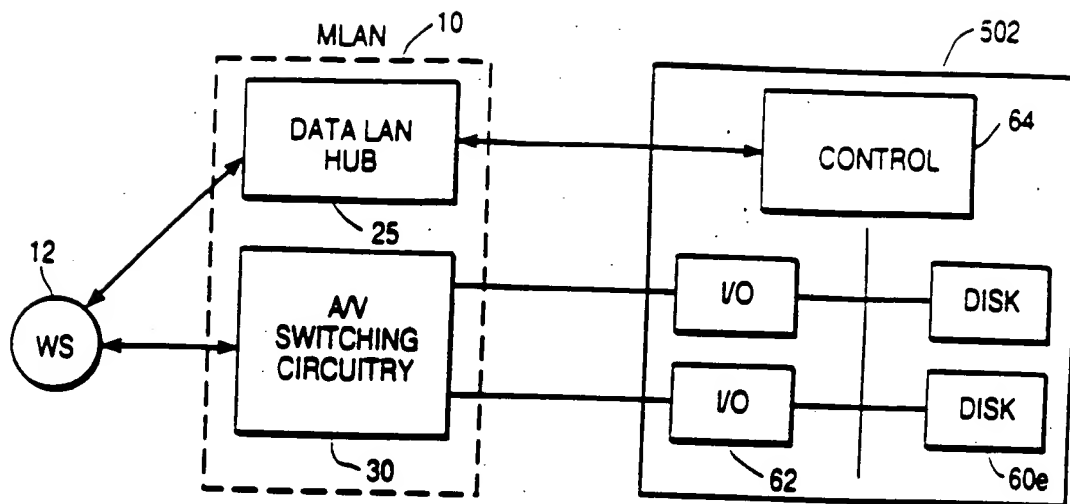 MLAN
10
502
DATA LAN
HUB
25
CONTROL
64
12
WS
A/V
SWITCHING
CIRCUITRY
30
I/O
DISK
I/O
62
DISK
60e